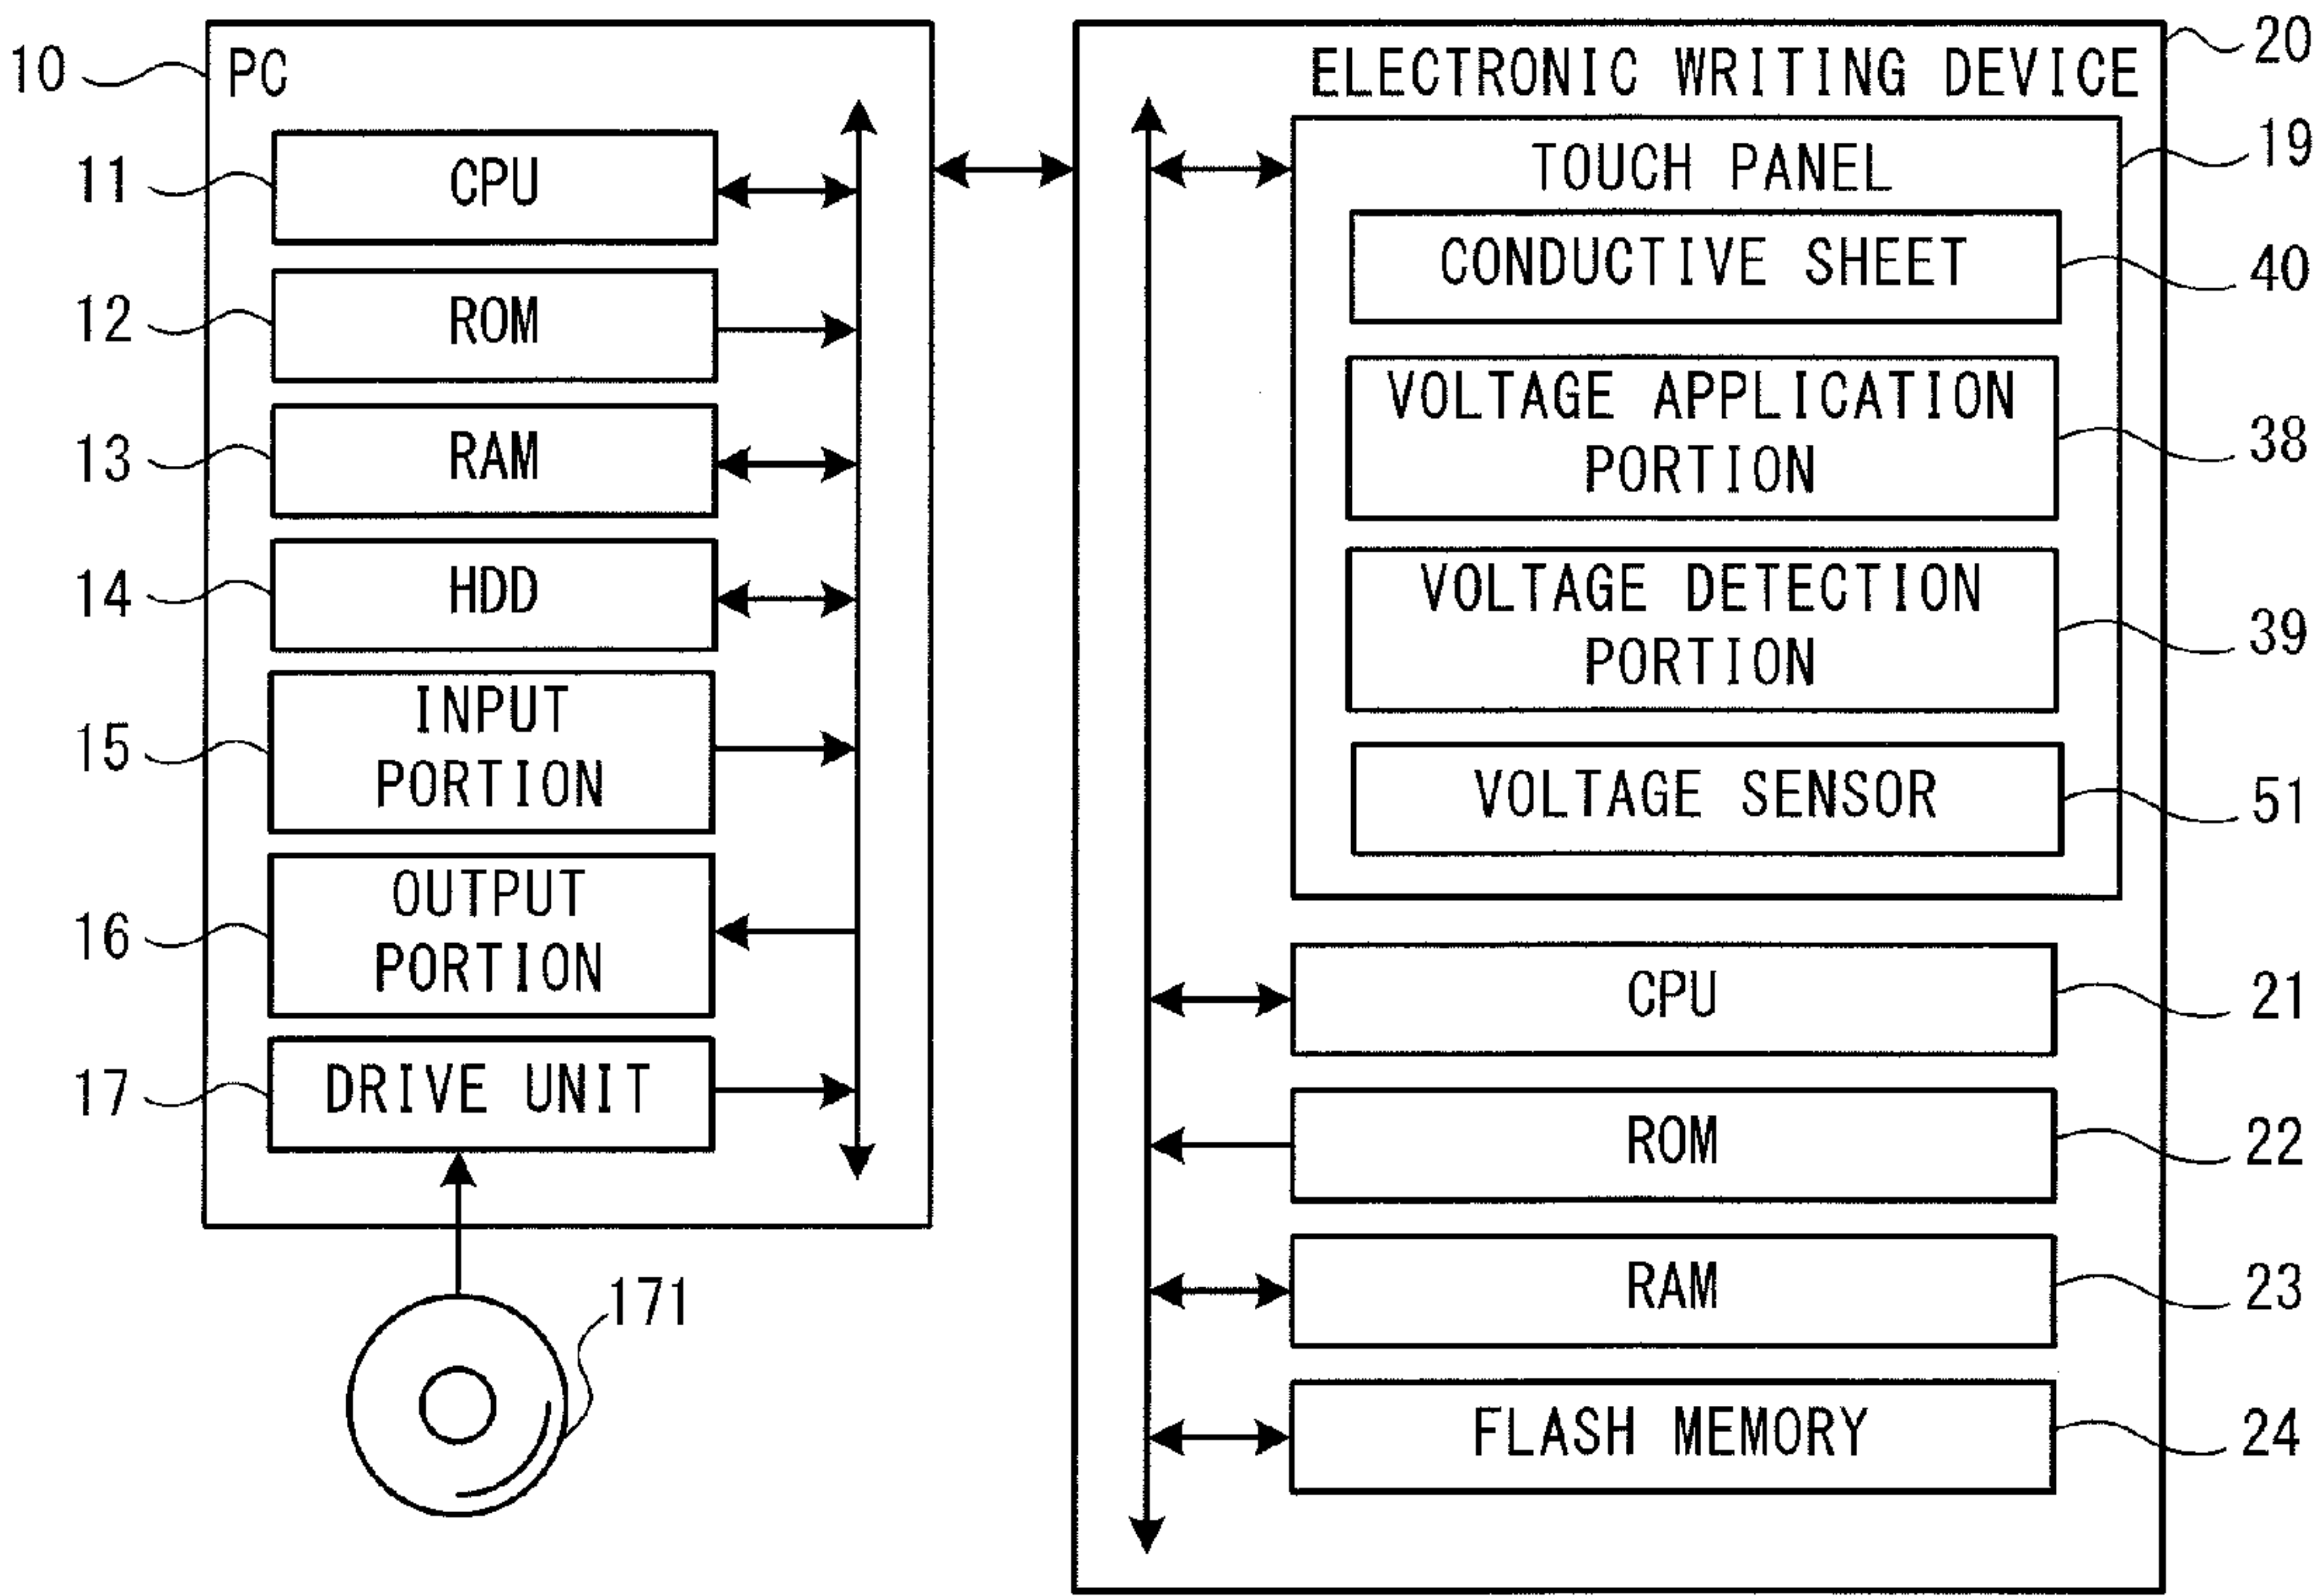 10 PC
11 CPU
12 ROM
13 RAM
14 HDD
15 INPUT
PORTION
16 OUTPUT
PORTION
17 DRIVE UNIT
171
ELECTRONIC WRITING DEVICE 20
TOUCH PANEL 19
CONDUCTIVE SHEET 40
VOLTAGE APPLICATION
PORTION 38
VOLTAGE DETECTION
PORTION 39
VOLTAGE SENSOR 51
CPU 21
ROM 22
RAM 23
FLASH MEMORY 24